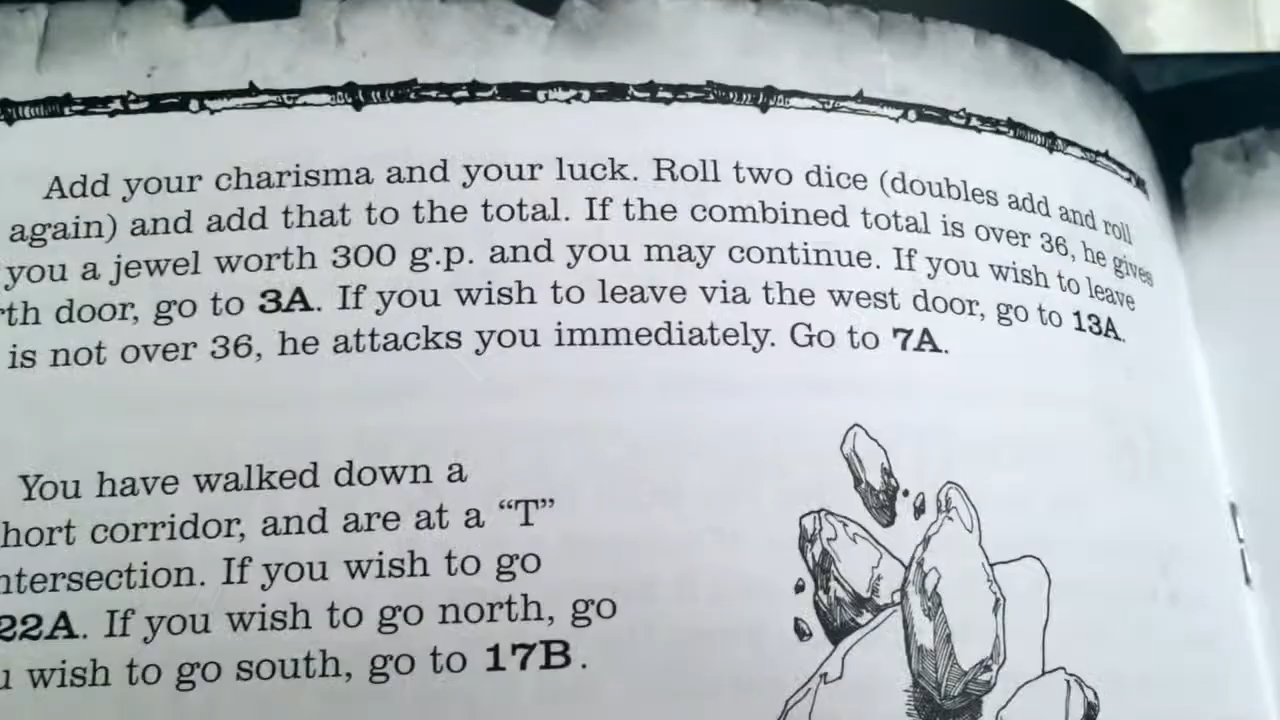 Add your charisma and your luck. Roll two dice (doubles add and roll
again) and add that to the total. If the combined total is over 36, he gives
you a jewel worth 300 g.p. and you may continue. If you wish to leave
door, go to 3A. If you wish to leave via the west door, go to 13A.
is not over 36, he attacks you immediately. Go to 7A.
You have walked down a
corridor, and are at a “T”
If you wish to go
22A. If you wish to go north, go
wish to go south, go to 17B.